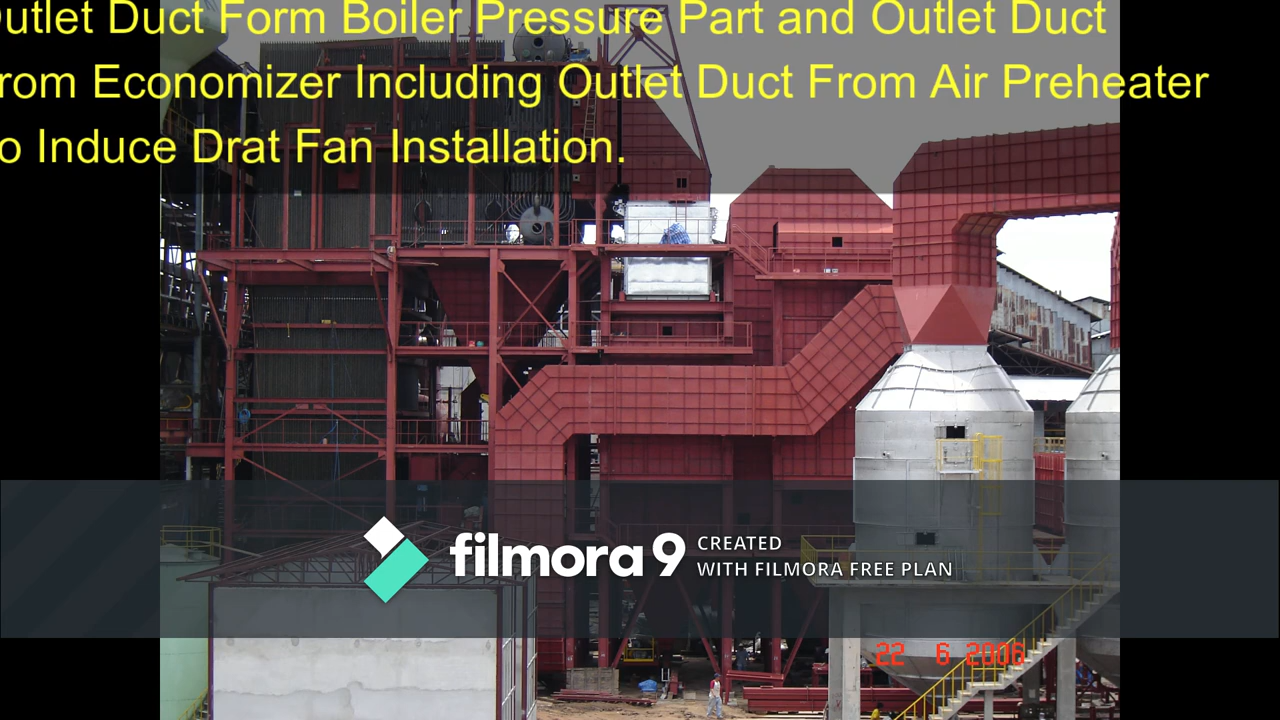 utlet Duct Form Boiler Pressure Part and Outlet Duct
rom Economizer Including Outlet Duct From Air Preheater
o Induce Drat Fan Installation.
filmora 9 CREATED
WITH FILMORA FREE PLAN
22 6 2006